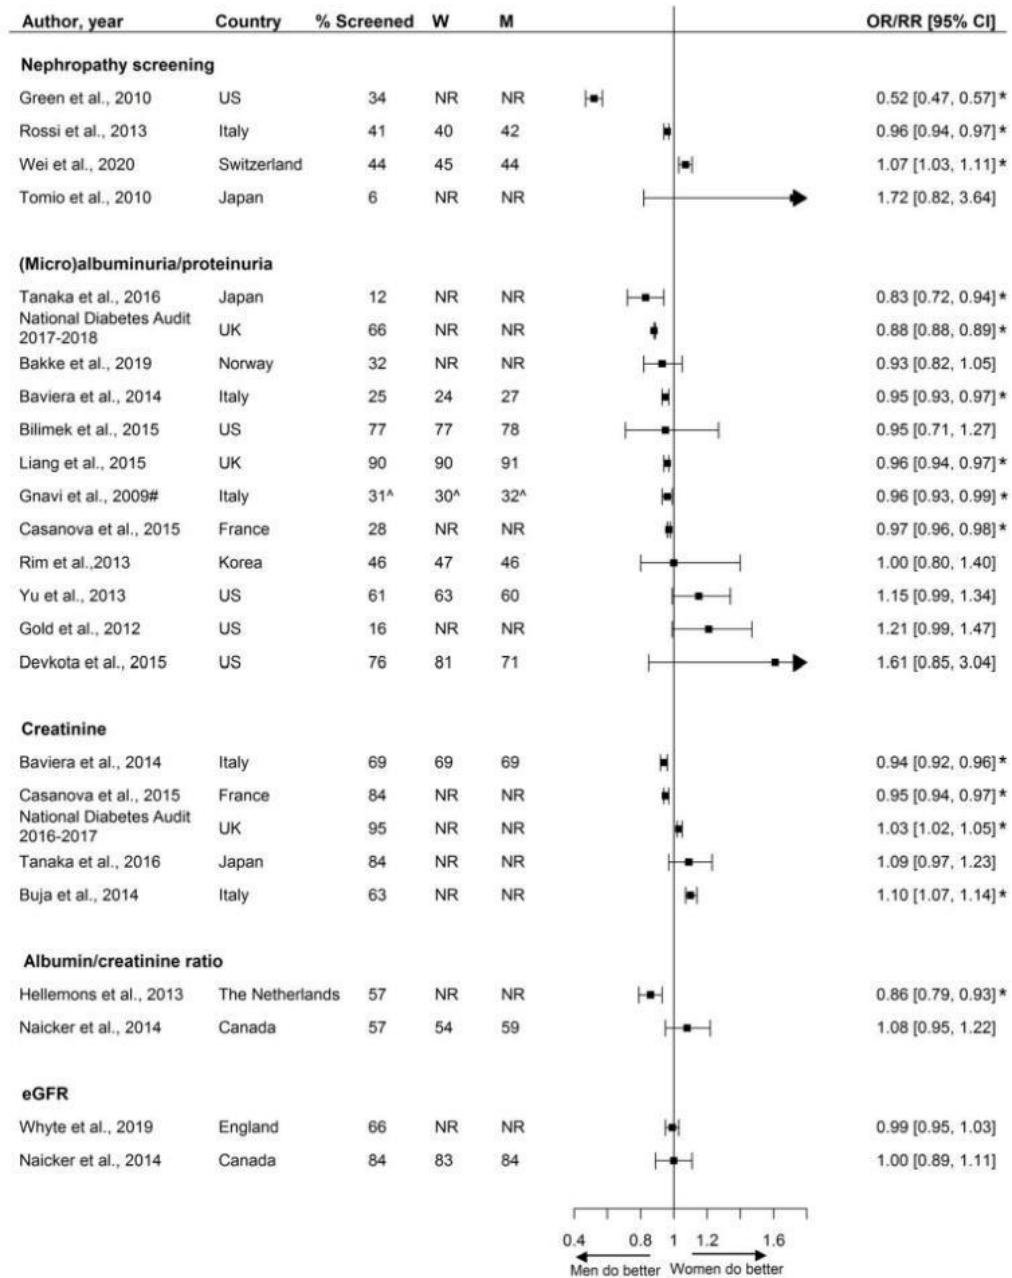 Author, year Country % Screened W M OR/RR [95% CI]
Nephropathy screening
Green et al., 2010 US 34 NR NR 0.52 [0.47, 0.57]*
Rossi et al., 2013 Italy 41 40 42 0.96 [0.94, 0.97]*
Wei et al., 2020 Switzerland 44 45 44 1.07 [1.03, 1.11]*
Tomio et al., 2010 Japan 6 NR NR 1.72 [0.82, 3.64]
(Micro)albuminuria/proteinuria
Tanaka et al., 2016 Japan 12 NR NR 0.83 [0.72, 0.94]*
National Diabetes Audit
2017-2018 UK 66 NR NR 0.88 [0.88, 0.89]*
Bakke et al., 2019 Norway 32 NR NR 0.93 [0.82, 1.05]
Baviera et al., 2014 Italy 25 24 27 0.95 [0.93, 0.97]*
Bilimek et al., 2015 US 77 77 78 0.95 [0.71, 1.27]
Liang et al., 2015 UK 90 90 91 0.96 [0.94, 0.97]*
Gnavi et al., 2009# Italy 31^ 30^ 32^ 0.96 [0.93, 0.99]*
Casanova et al., 2015 France 28 NR NR 0.97 [0.96, 0.98]*
Rim et al.,2013 Korea 46 47 46 1.00 [0.80, 1.40]
Yu et al., 2013 US 61 63 60 1.15 [0.99, 1.34]
Gold et al., 2012 US 16 NR NR 1.21 [0.99, 1.47]
Devkota et al., 2015 US 76 81 71 1.61 [0.85, 3.04]
Creatinine
Baviera et al., 2014 Italy 69 69 69 0.94 [0.92, 0.96]*
Casanova et al., 2015 France 84 NR NR 0.95 [0.94, 0.97]*
National Diabetes Audit
2016-2017 UK 95 NR NR 1.03 [1.02, 1.05]*
Tanaka et al., 2016 Japan 84 NR NR 1.09 [0.97, 1.23]
Buja et al., 2014 Italy 63 NR NR 1.10 [1.07, 1.14]*
Albumin/creatinine ratio
Hellemons et al., 2013 The Netherlands 57 NR NR 0.86 [0.79, 0.93]*
Naicker et al., 2014 Canada 57 54 59 1.08 [0.95, 1.22]
eGFR
Whyte et al., 2019 England 66 NR NR 0.99 [0.95, 1.03]
Naicker et al., 2014 Canada 84 83 84 1.00 [0.89, 1.11]
0.4 0.8 1 1.2 1.6
Men do better Women do better